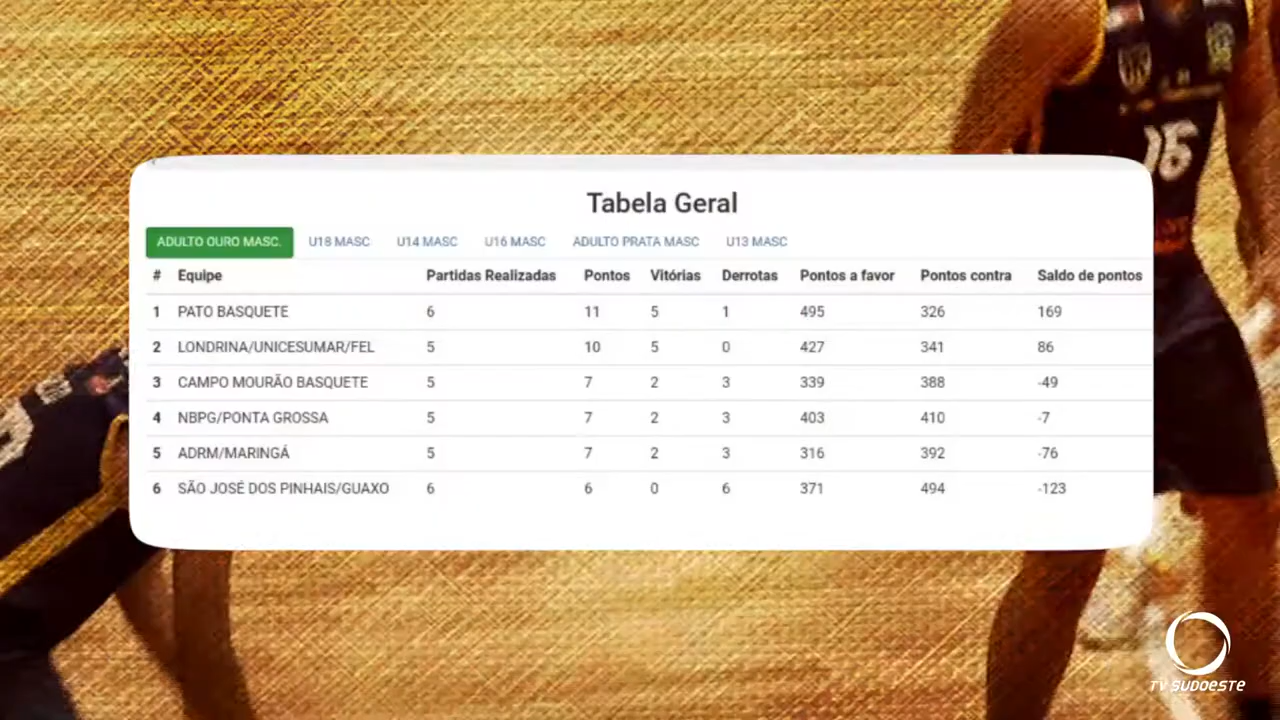 Tabela Geral
ADULTO OURO MASC. U18 MASC U14 MASC U16 MASC ADULTO PRATA MASC U13 MASC
# Equipe Partidas Realizadas Pontos Vitórias Derrotas Pontos a favor Pontos contra Saldo de pontos
1 PATO BASQUETE 6 11 5 1 495 326 169
2 LONDRINA/UNICESUMAR/FEL 5 10 5 0 427 341 86
3 CAMPO MOURÃO BASQUETE 5 7 2 3 339 388 -49
4 NBPG/PONTA GROSSA 5 7 2 3 403 410 -7
5 ADRM/MARINGÁ 5 7 2 3 316 392 -76
6 SÃO JOSÉ DOS PINHAIS/GUAXO 6 6 0 6 371 494 -123
16
TV SUDOESTE